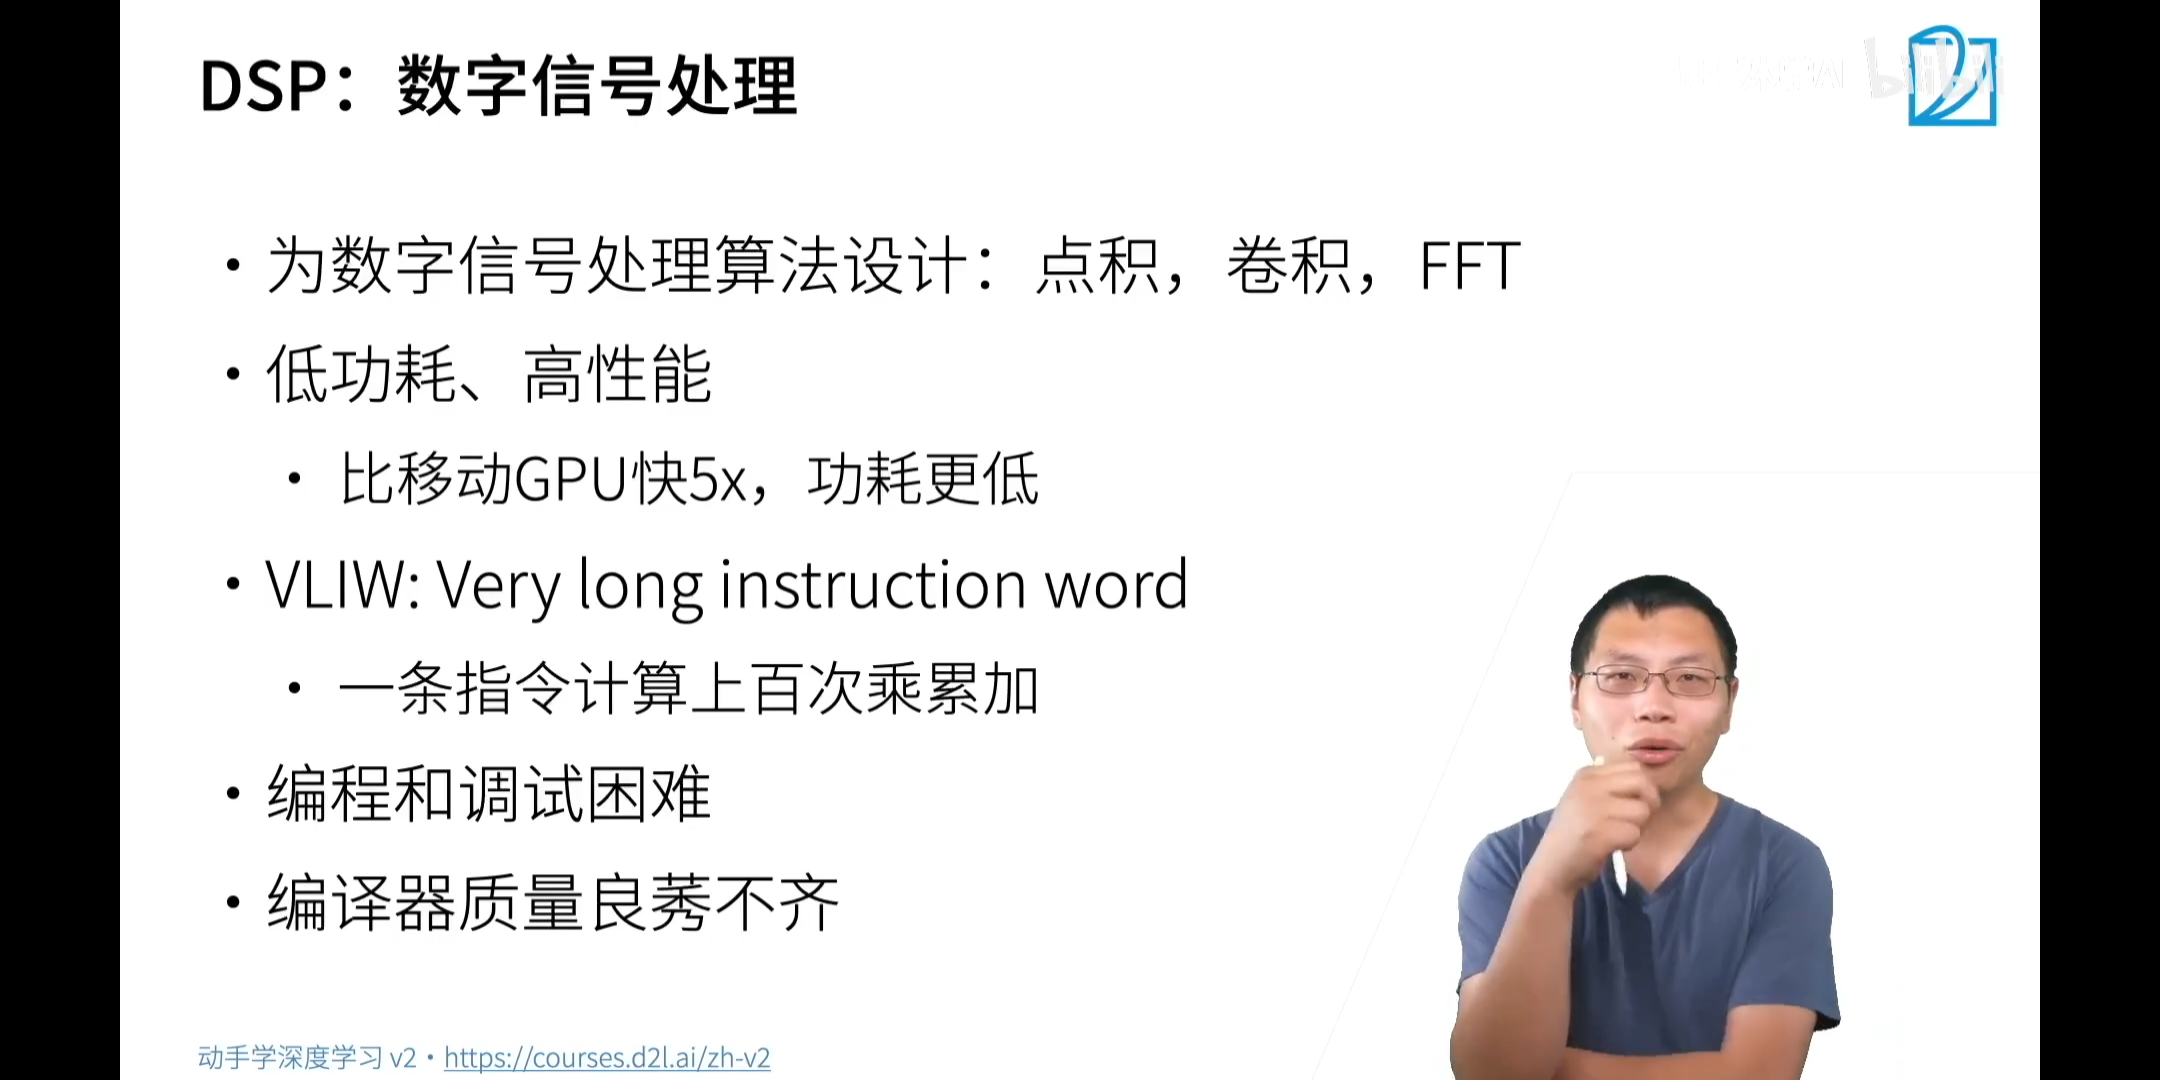 DSP：数字信号处理
bilibili
• 为数字信号处理算法设计：点积，卷积，FFT
• 低功耗、高性能
• 比移动GPU快5x，功耗更低
• VLIW: Very long instruction word
• 一条指令计算上百次乘累加
• 编程和调试困难
• 编译器质量良莠不齐
动手学深度学习 v2 • https://courses.d2l.ai/zh-v2